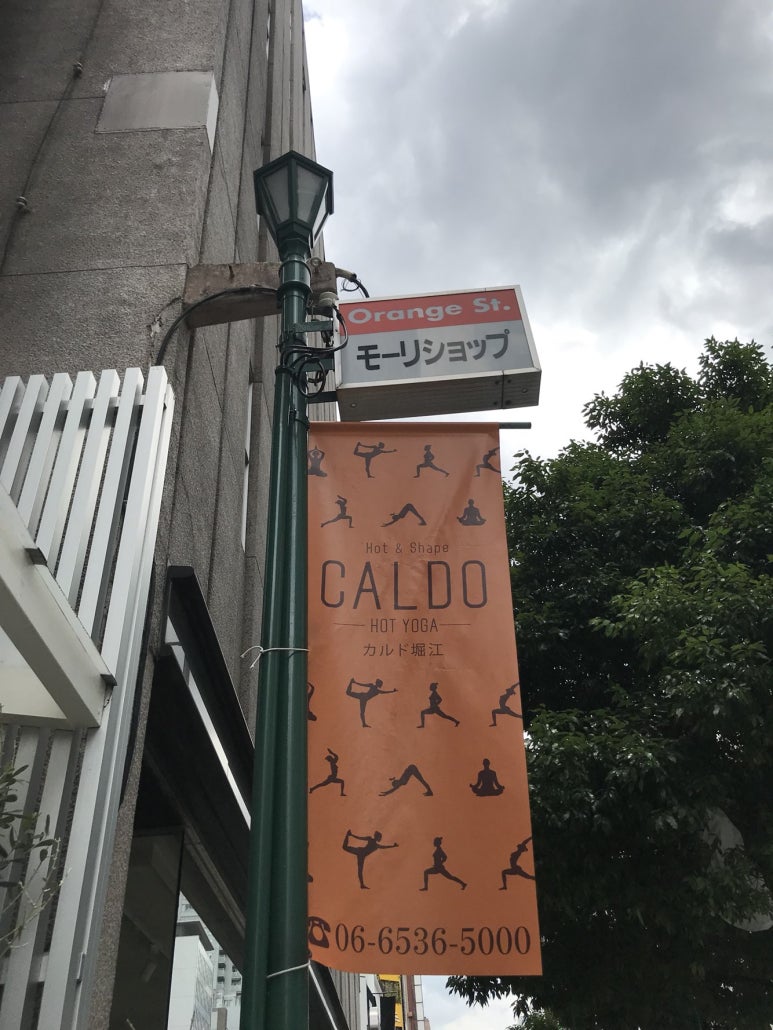 Orange St.
モーリショップ
Hot & Shape
CALDO
HOT YOGA
カルド堀江
☎06-6536-5000